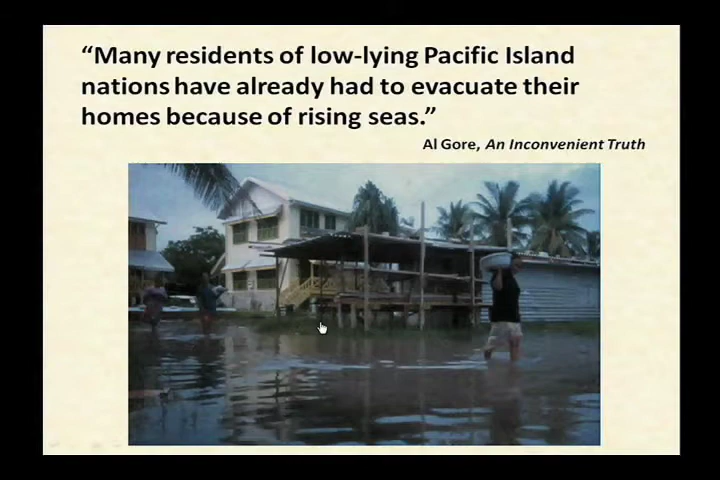 “Many residents of low-lying Pacific Island
nations have already had to evacuate their
homes because of rising seas.”
Al Gore, An Inconvenient Truth